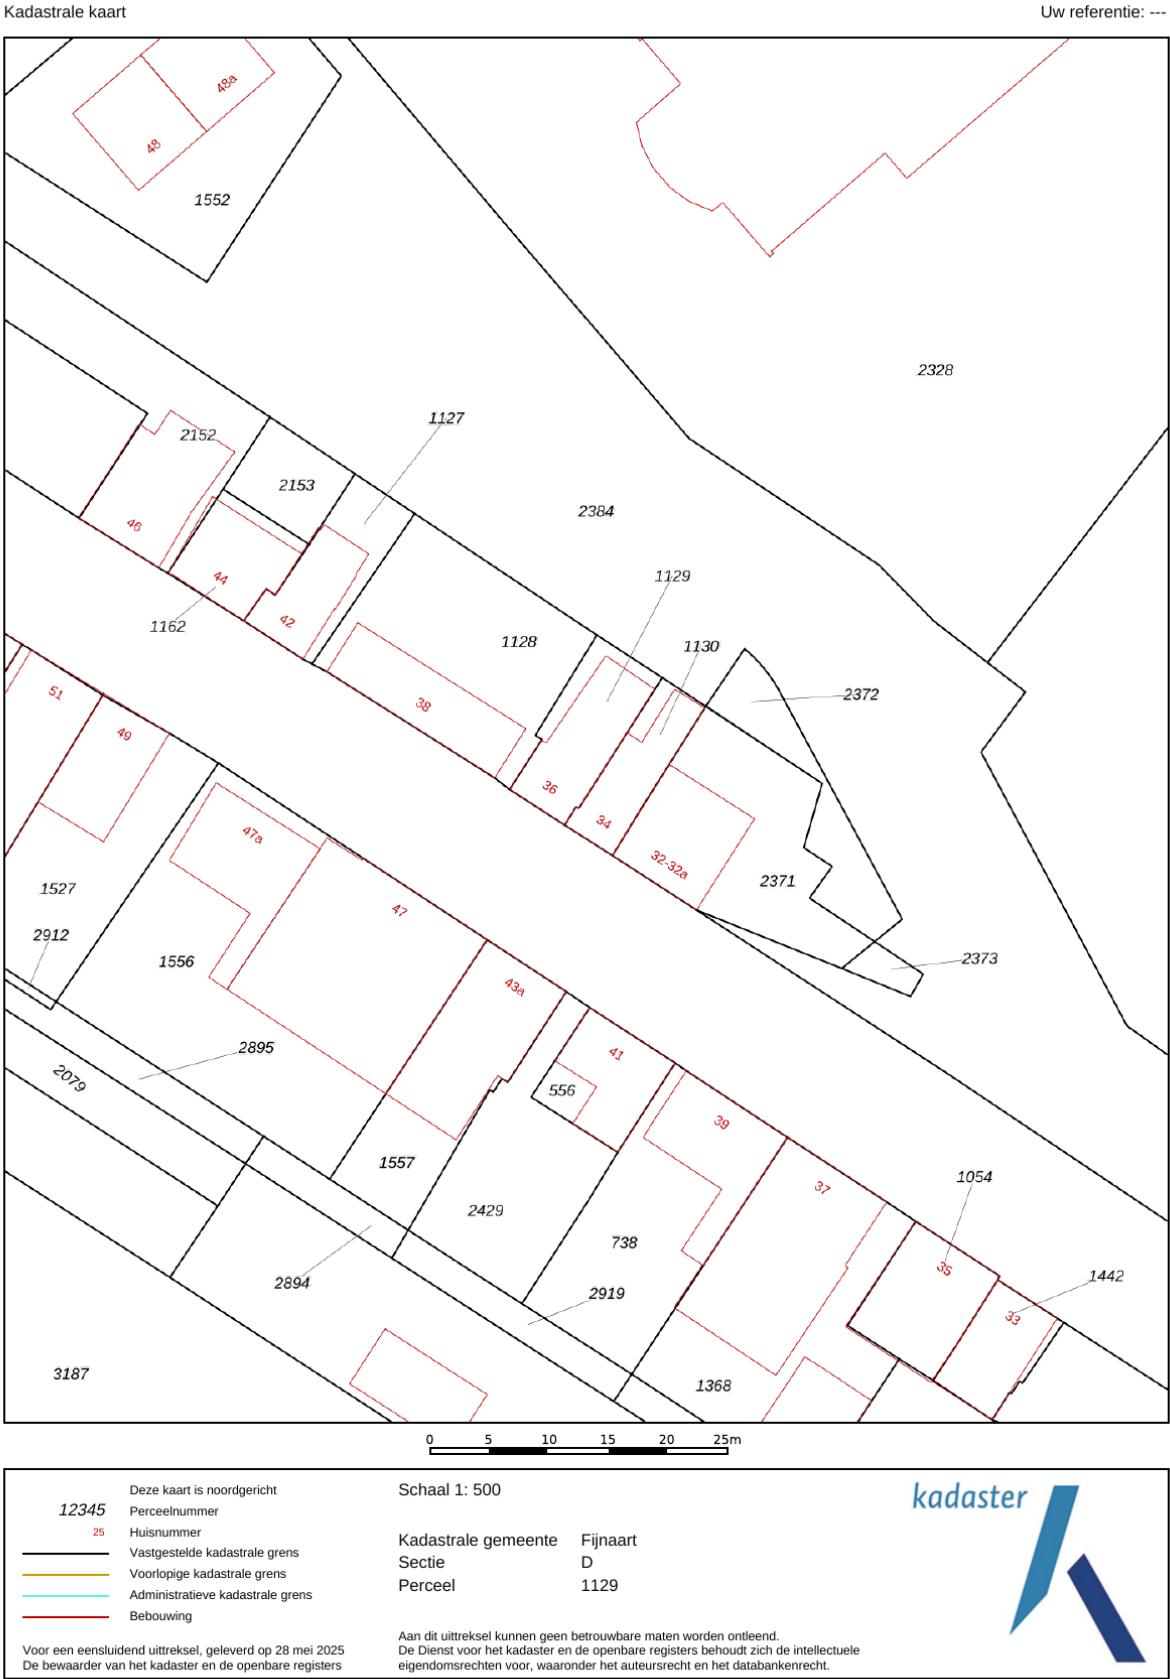 Kadastrale kaart
Uw referentie: ---
48a
48
1552
2328
1127
2152
2153
2384
46
44
1162
42
1129
1128
1130
2372
38
51
49
36
34
32-32a
47a
2371
1527
47
2912
1556
2373
43a
2895
41
2079
556
39
1557
37
1054
2429
738
35
2894
1442
2919
33
3187
1368
0 5 10 15 20 25m
Deze kaart is noordgericht
12345 Perceelnummer
25 Huisnummer
Vastgestelde kadastrale grens
Voorlopige kadastrale grens
Administratieve kadastrale grens
Bebouwing
Voor een eensluidend uittreksel, geleverd op 28 mei 2025
De bewaarder van het kadaster en de openbare registers
Schaal 1: 500
Kadastrale gemeente Fijnaart
Sectie D
Perceel 1129
Aan dit uittreksel kunnen geen betrouwbare maten worden ontleend.
De Dienst voor het kadaster en de openbare registers behoudt zich de intellectuele
eigendomsrechten voor, waaronder het auteursrecht en het databankenrecht.
kadaster